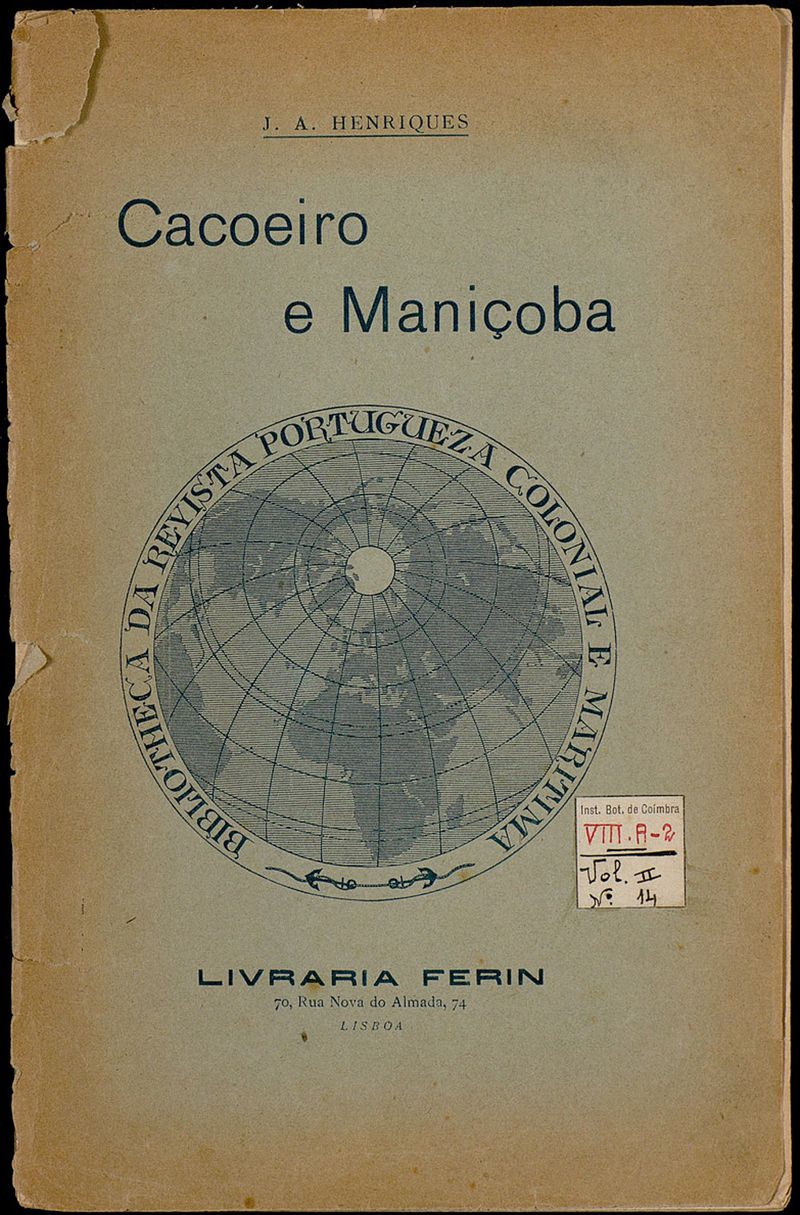 J. A. HENRIQUES
Cacoeiro
e Maniçoba
BIBLIOTHECA DA REVISTA PORTUGUEZA COLONIAL E MARITIMA
Inst. Bot. de Coimbra
VIII. A-2
Vol. II
Nº 14
LIVRARIA FERIN
70, Rua Nova do Almada, 74
LISBOA